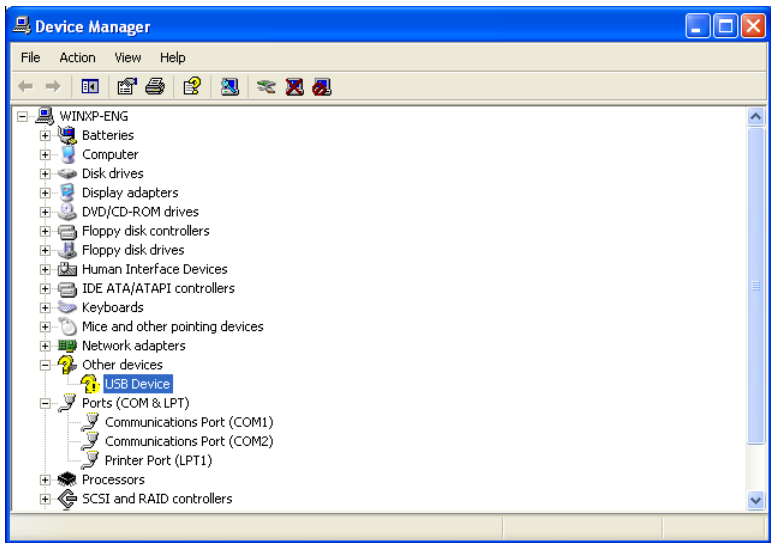 Device Manager
File Action View Help
WINXP-ENG
Batteries
Computer
Disk drives
Display adapters
DVD/CD-ROM drives
Floppy disk controllers
Floppy disk drives
Human Interface Devices
IDE ATA/ATAPI controllers
Keyboards
Mice and other pointing devices
Network adapters
Other devices
USB Device
Ports (COM & LPT)
Communications Port (COM1)
Communications Port (COM2)
Printer Port (LPT1)
Processors
SCSI and RAID controllers